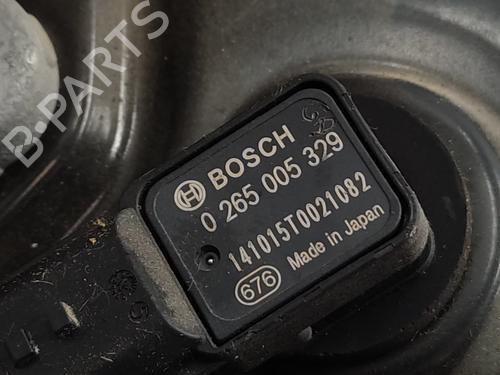 B-PARTS
BOSCH
0 265 005 329
141015T0021082
676 Made in Japan